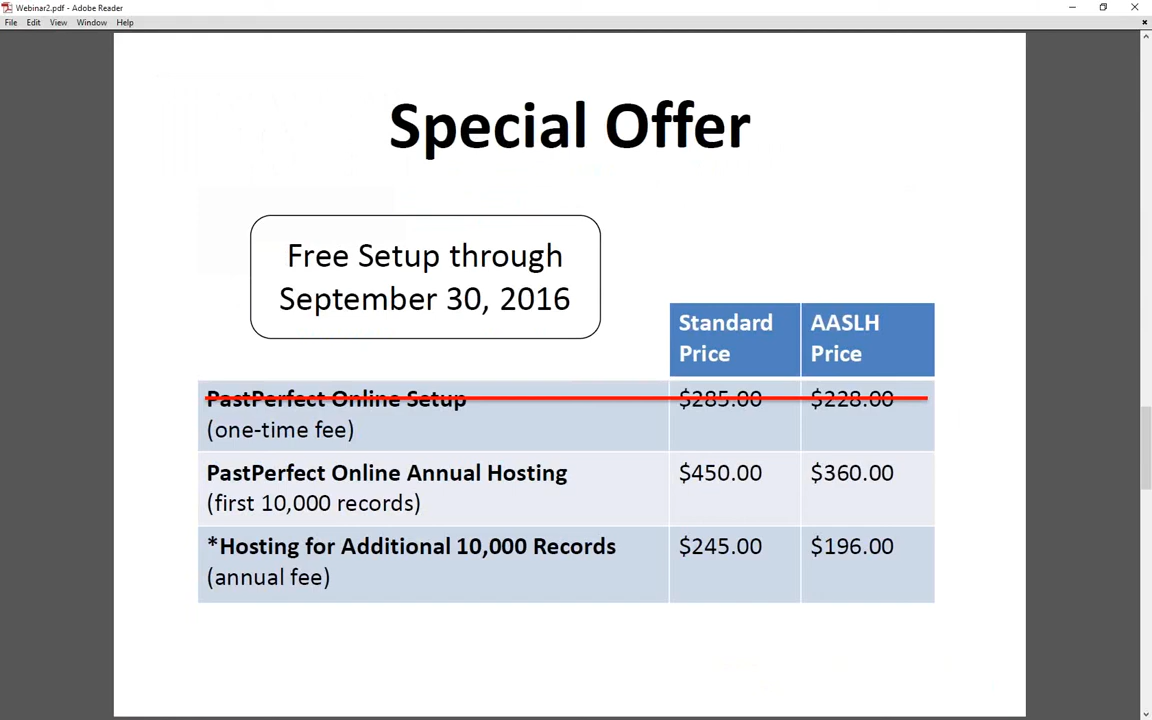 Webinar2.pdf - Adobe Reader
File Edit View Window Help
Special Offer
Free Setup through
September 30, 2016
Standard Price
AASLH Price
PastPerfect Online Setup $285.00 $228.00
(one-time fee)
PastPerfect Online Annual Hosting $450.00 $360.00
(first 10,000 records)
*Hosting for Additional 10,000 Records $245.00 $196.00
(annual fee)